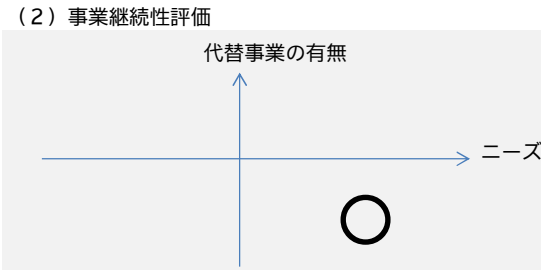 （２）事業継続性評価
代替事業の有無
ニーズ